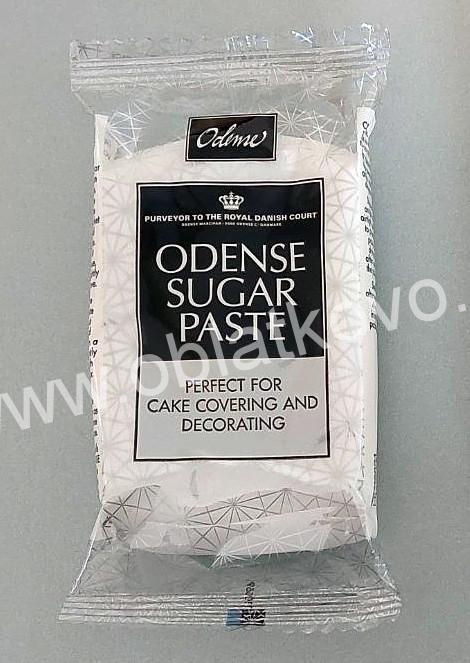 Odense
PURVEYOR TO THE ROYAL DANISH COURT
ODENSE
SUGAR
PASTE
PERFECT FOR
CAKE COVERING AND
DECORATING
www.oblatkovo.